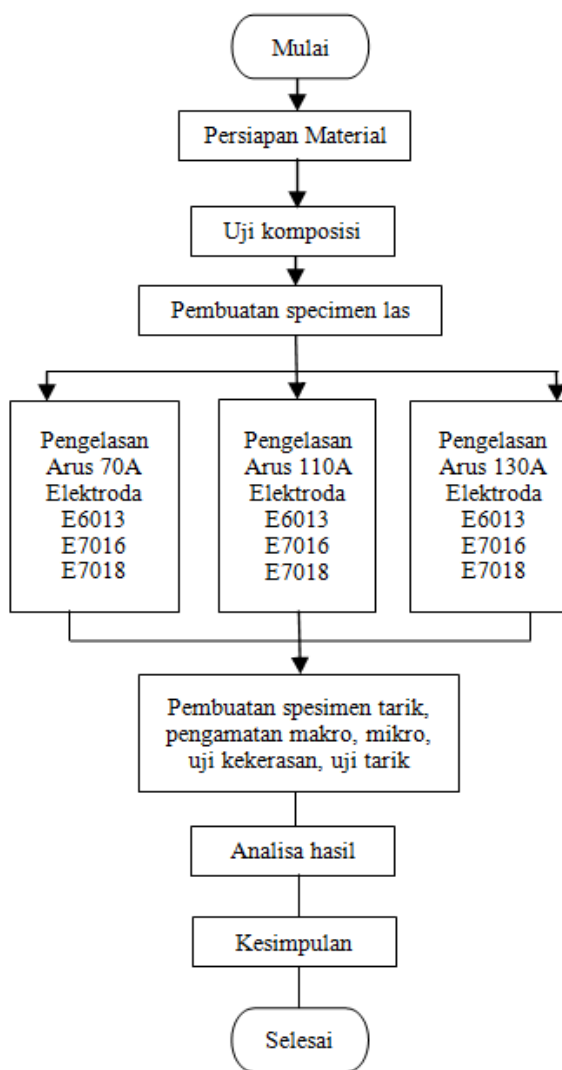 Mulai
Persiapan Material
Uji komposisi
Pembuatan specimen las
Pengelasan
Arus 70A
Elektroda
E6013
E7016
E7018
Pengelasan
Arus 110A
Elektroda
E6013
E7016
E7018
Pengelasan
Arus 130A
Elektroda
E6013
E7016
E7018
Pembuatan spesimen tarik,
pengamatan makro, mikro,
uji kekerasan, uji tarik
Analisa hasil
Kesimpulan
Selesai